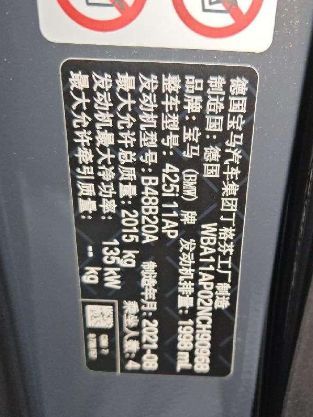 德国宝马汽车集团丁格芬工厂制造
制造国：德国 WBA11AP02NCH90968
品牌：宝马（BMW）牌 发动机排量：1998 mL
整车型号：425i 11AP
发动机型号：B48B20A 制造年月：2021-08
最大允许总质量：2015 kg 乘坐人数：4
发动机最大净功率：135 kW
最大允许牵引质量：-- kg